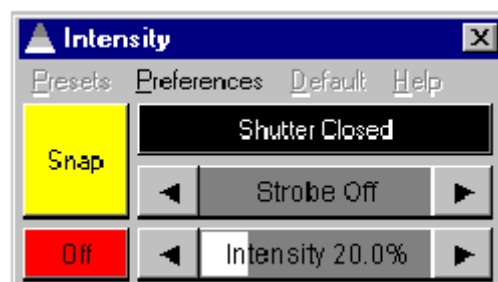 Intensity
Presets Preferences Default Help
Snap
Shutter Closed
Strobe Off
Off
Intensity 20.0%